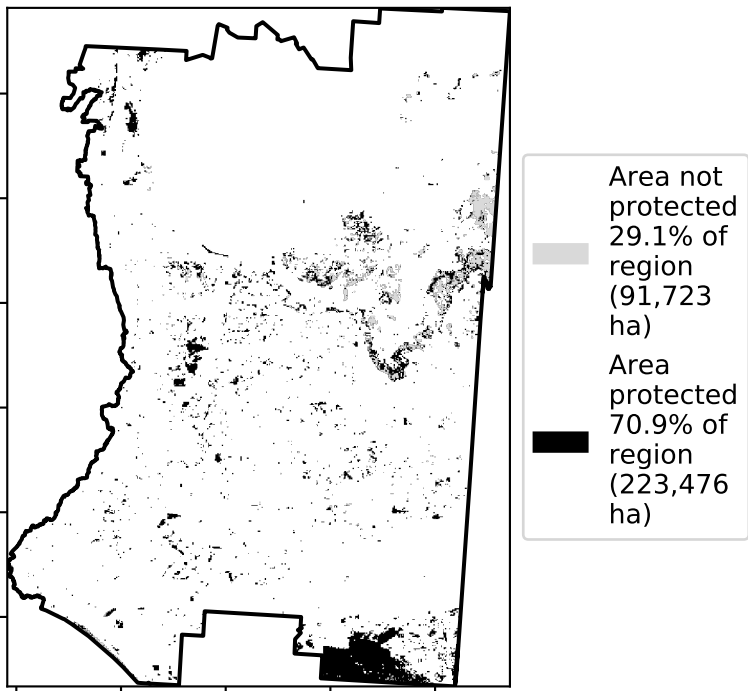 Area not
protected
29.1% of
region
(91,723
ha)
Area
protected
70.9% of
region
(223,476
ha)